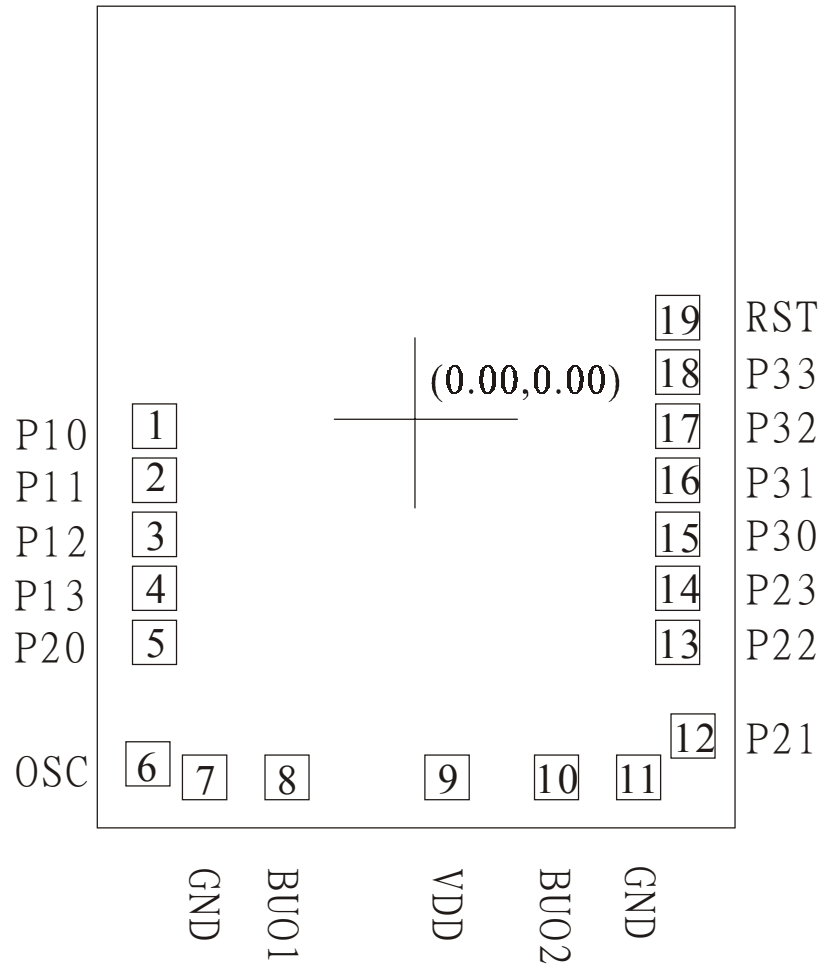 19 RST
(0.00,0.00) 18 P33
P10 1 17 P32
P11 2 16 P31
P12 3 15 P30
P13 4 14 P23
P20 5 13 P22
12 P21
OSC 6 7 8 9 10 11
GND BUO1 VDD BUO2 GND